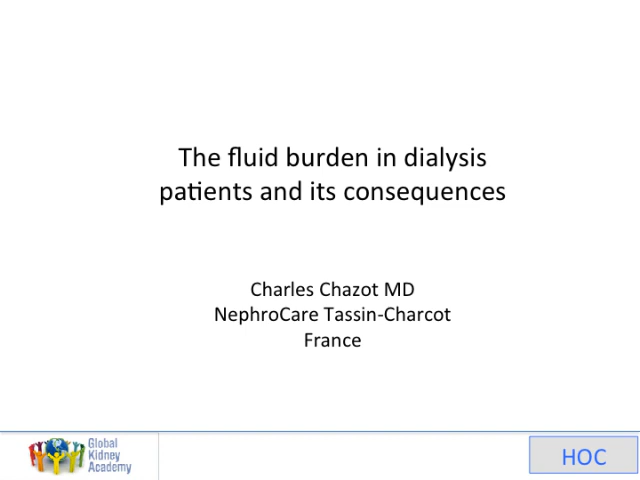 The fluid burden in dialysis
patients and its consequences
Charles Chazot MD
NephroCare Tassin-Charcot
France
Global
Kidney
Academy
HOC